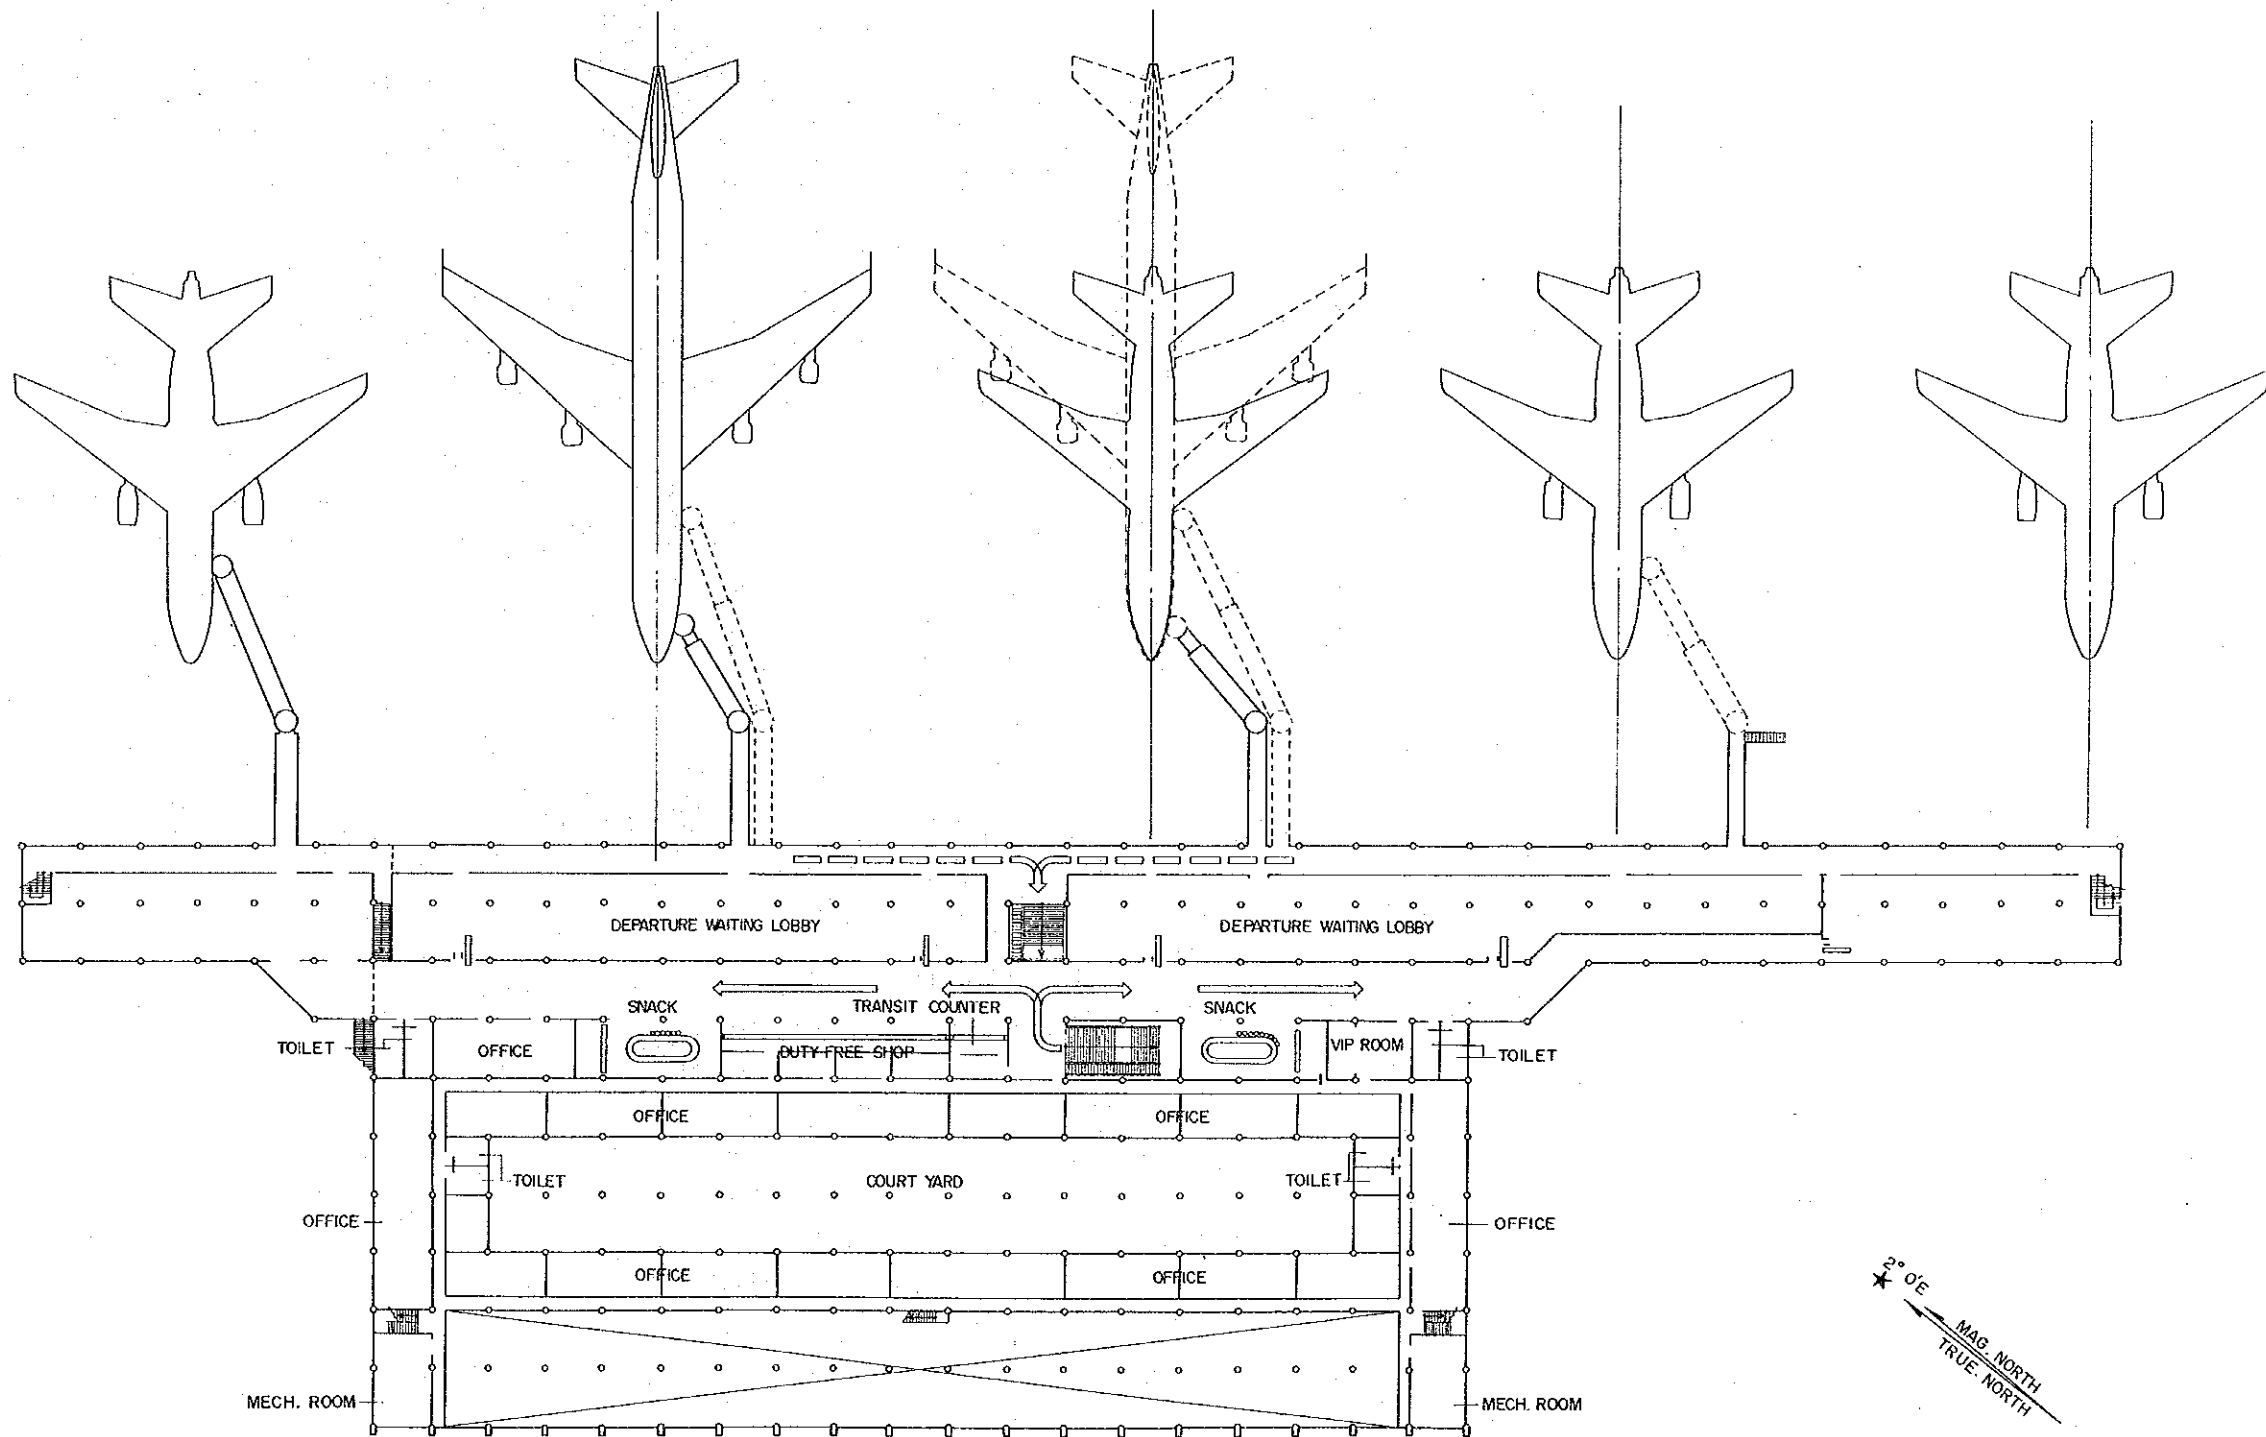 DEPARTURE WAITING LOBBY
DEPARTURE WAITING LOBBY
SNACK
TRANSIT COUNTER
SNACK
TOILET
OFFICE
DUTY FREE SHOP
VIP ROOM
TOILET
OFFICE
OFFICE
TOILET
COURT YARD
TOILET
OFFICE
OFFICE
OFFICE
OFFICE
2° 0'E
MAG. NORTH
TRUE. NORTH
MECH. ROOM
MECH. ROOM